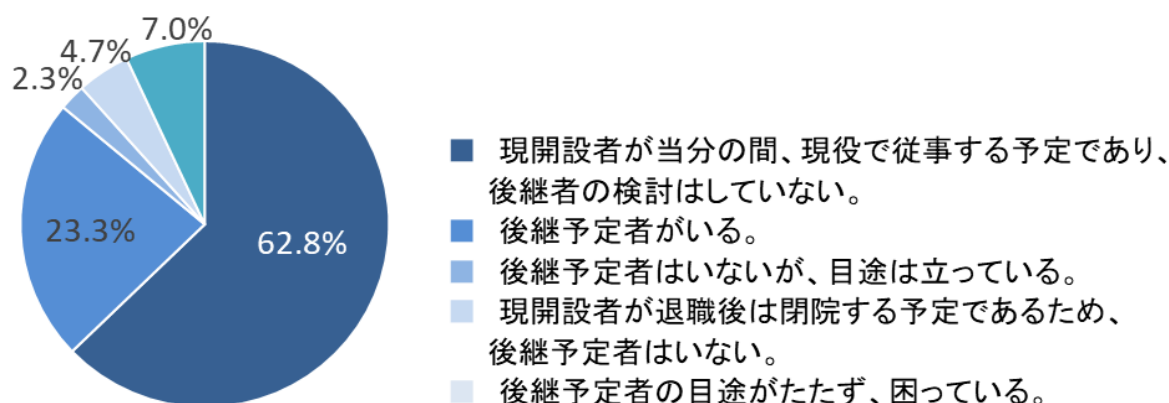 7.0%
4.7%
2.3%
23.3%
62.8%
現開設者が当分の間、現役で従事する予定であり、
後継者の検討はしていない。
後継予定者がいる。
後継予定者はいないが、目途は立っている。
現開設者が退職後は閉院する予定であるため、
後継予定者はいない。
後継予定者の目途がたたず、困っている。